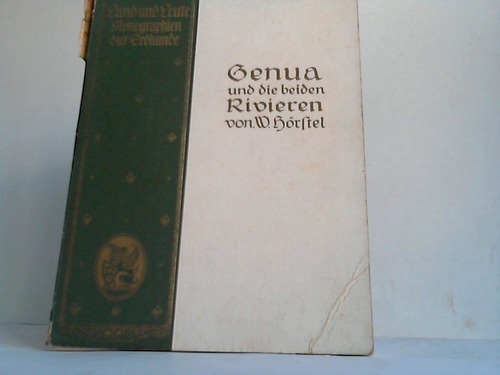 Land und Leute
Monographien
zur Erdkunde
Genua
und die beiden
Rivieren
von W. Hörstel